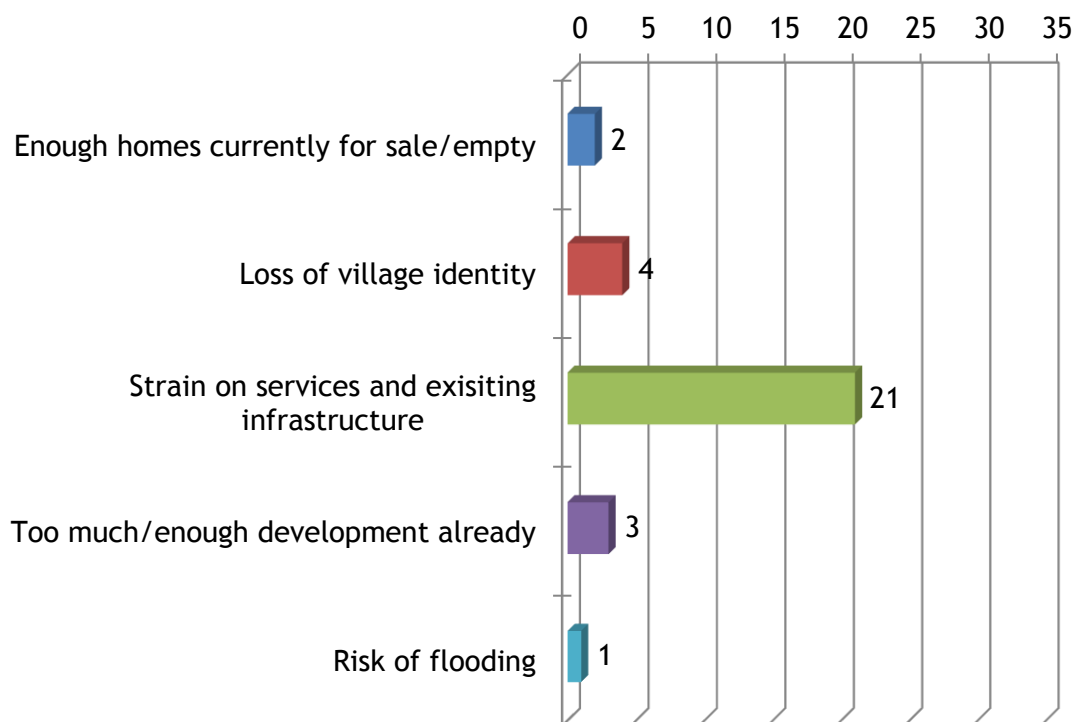 0 5 10 15 20 25 30 35
Enough homes currently for sale/empty 2
Loss of village identity 4
Strain on services and exisiting
infrastructure
21
Too much/enough development already 3
Risk of flooding 1